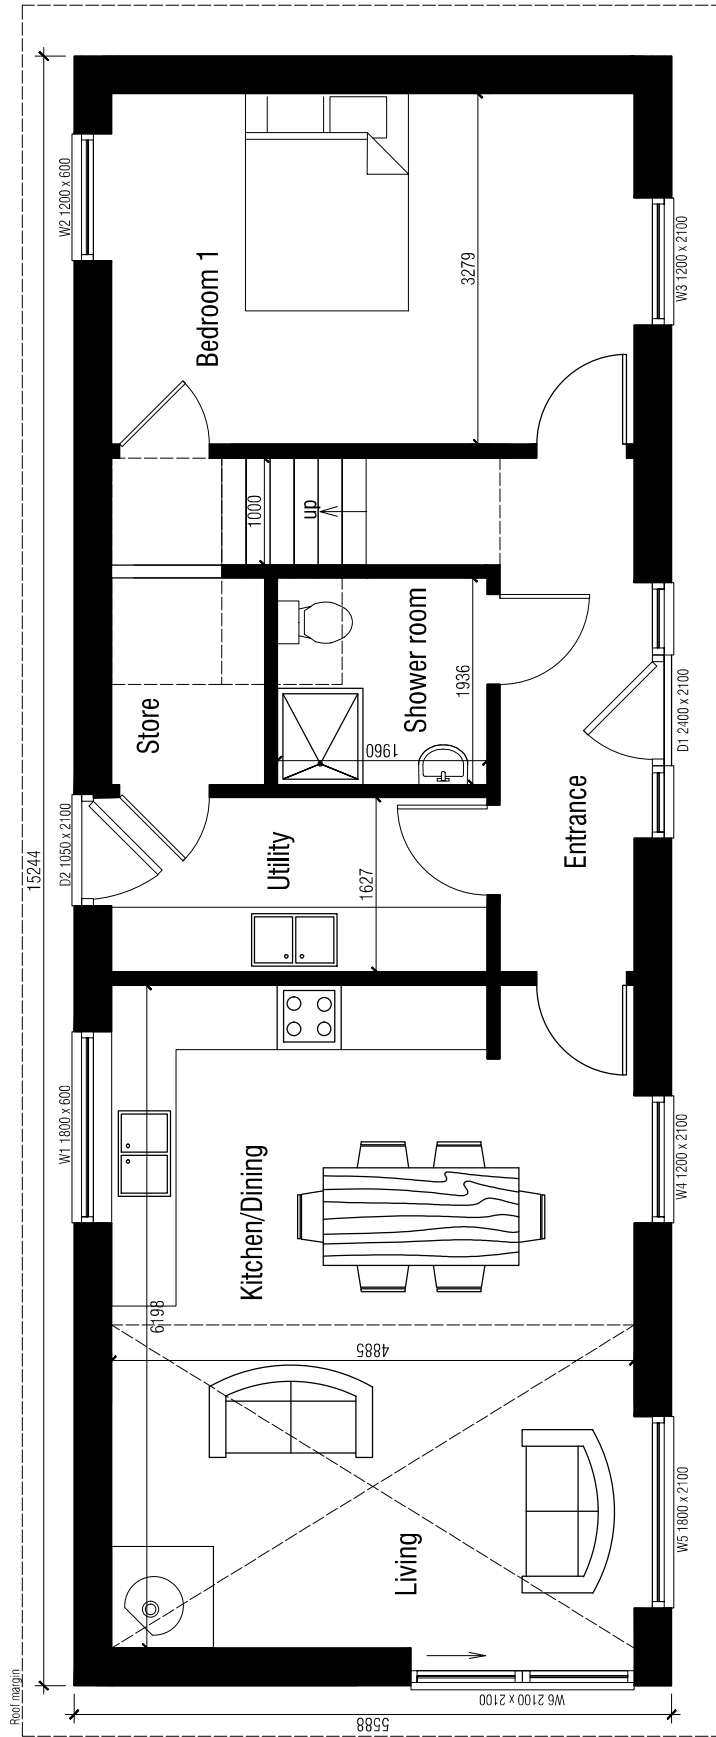 W2 1200 x 600
Bedroom 1
3279
W3 1200 x 2100
1000
up
Shower room
1936
1960
Store
D1 2400 x 2100
Entrance
D2 1050 x 2100
15244
Utility
1627
W1 1800 x 600
Kitchen/Dining
W4 1200 x 2100
6198
4885
Living
W5 1800 x 2100
Roof margin
W6 2100 x 2100
5588